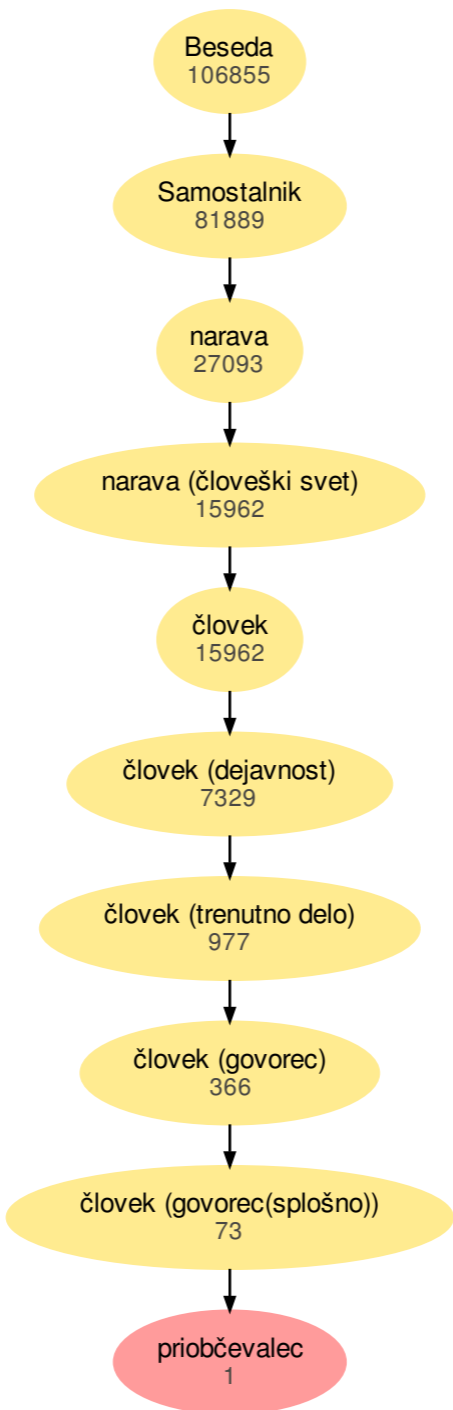 Beseda
106855
Samostalnik
81889
narava
27093
narava (človeški svet)
15962
človek
15962
človek (dejavnost)
7329
človek (trenutno delo)
977
človek (govorec)
366
človek (govorec(splošno))
73
priobčevalec
1